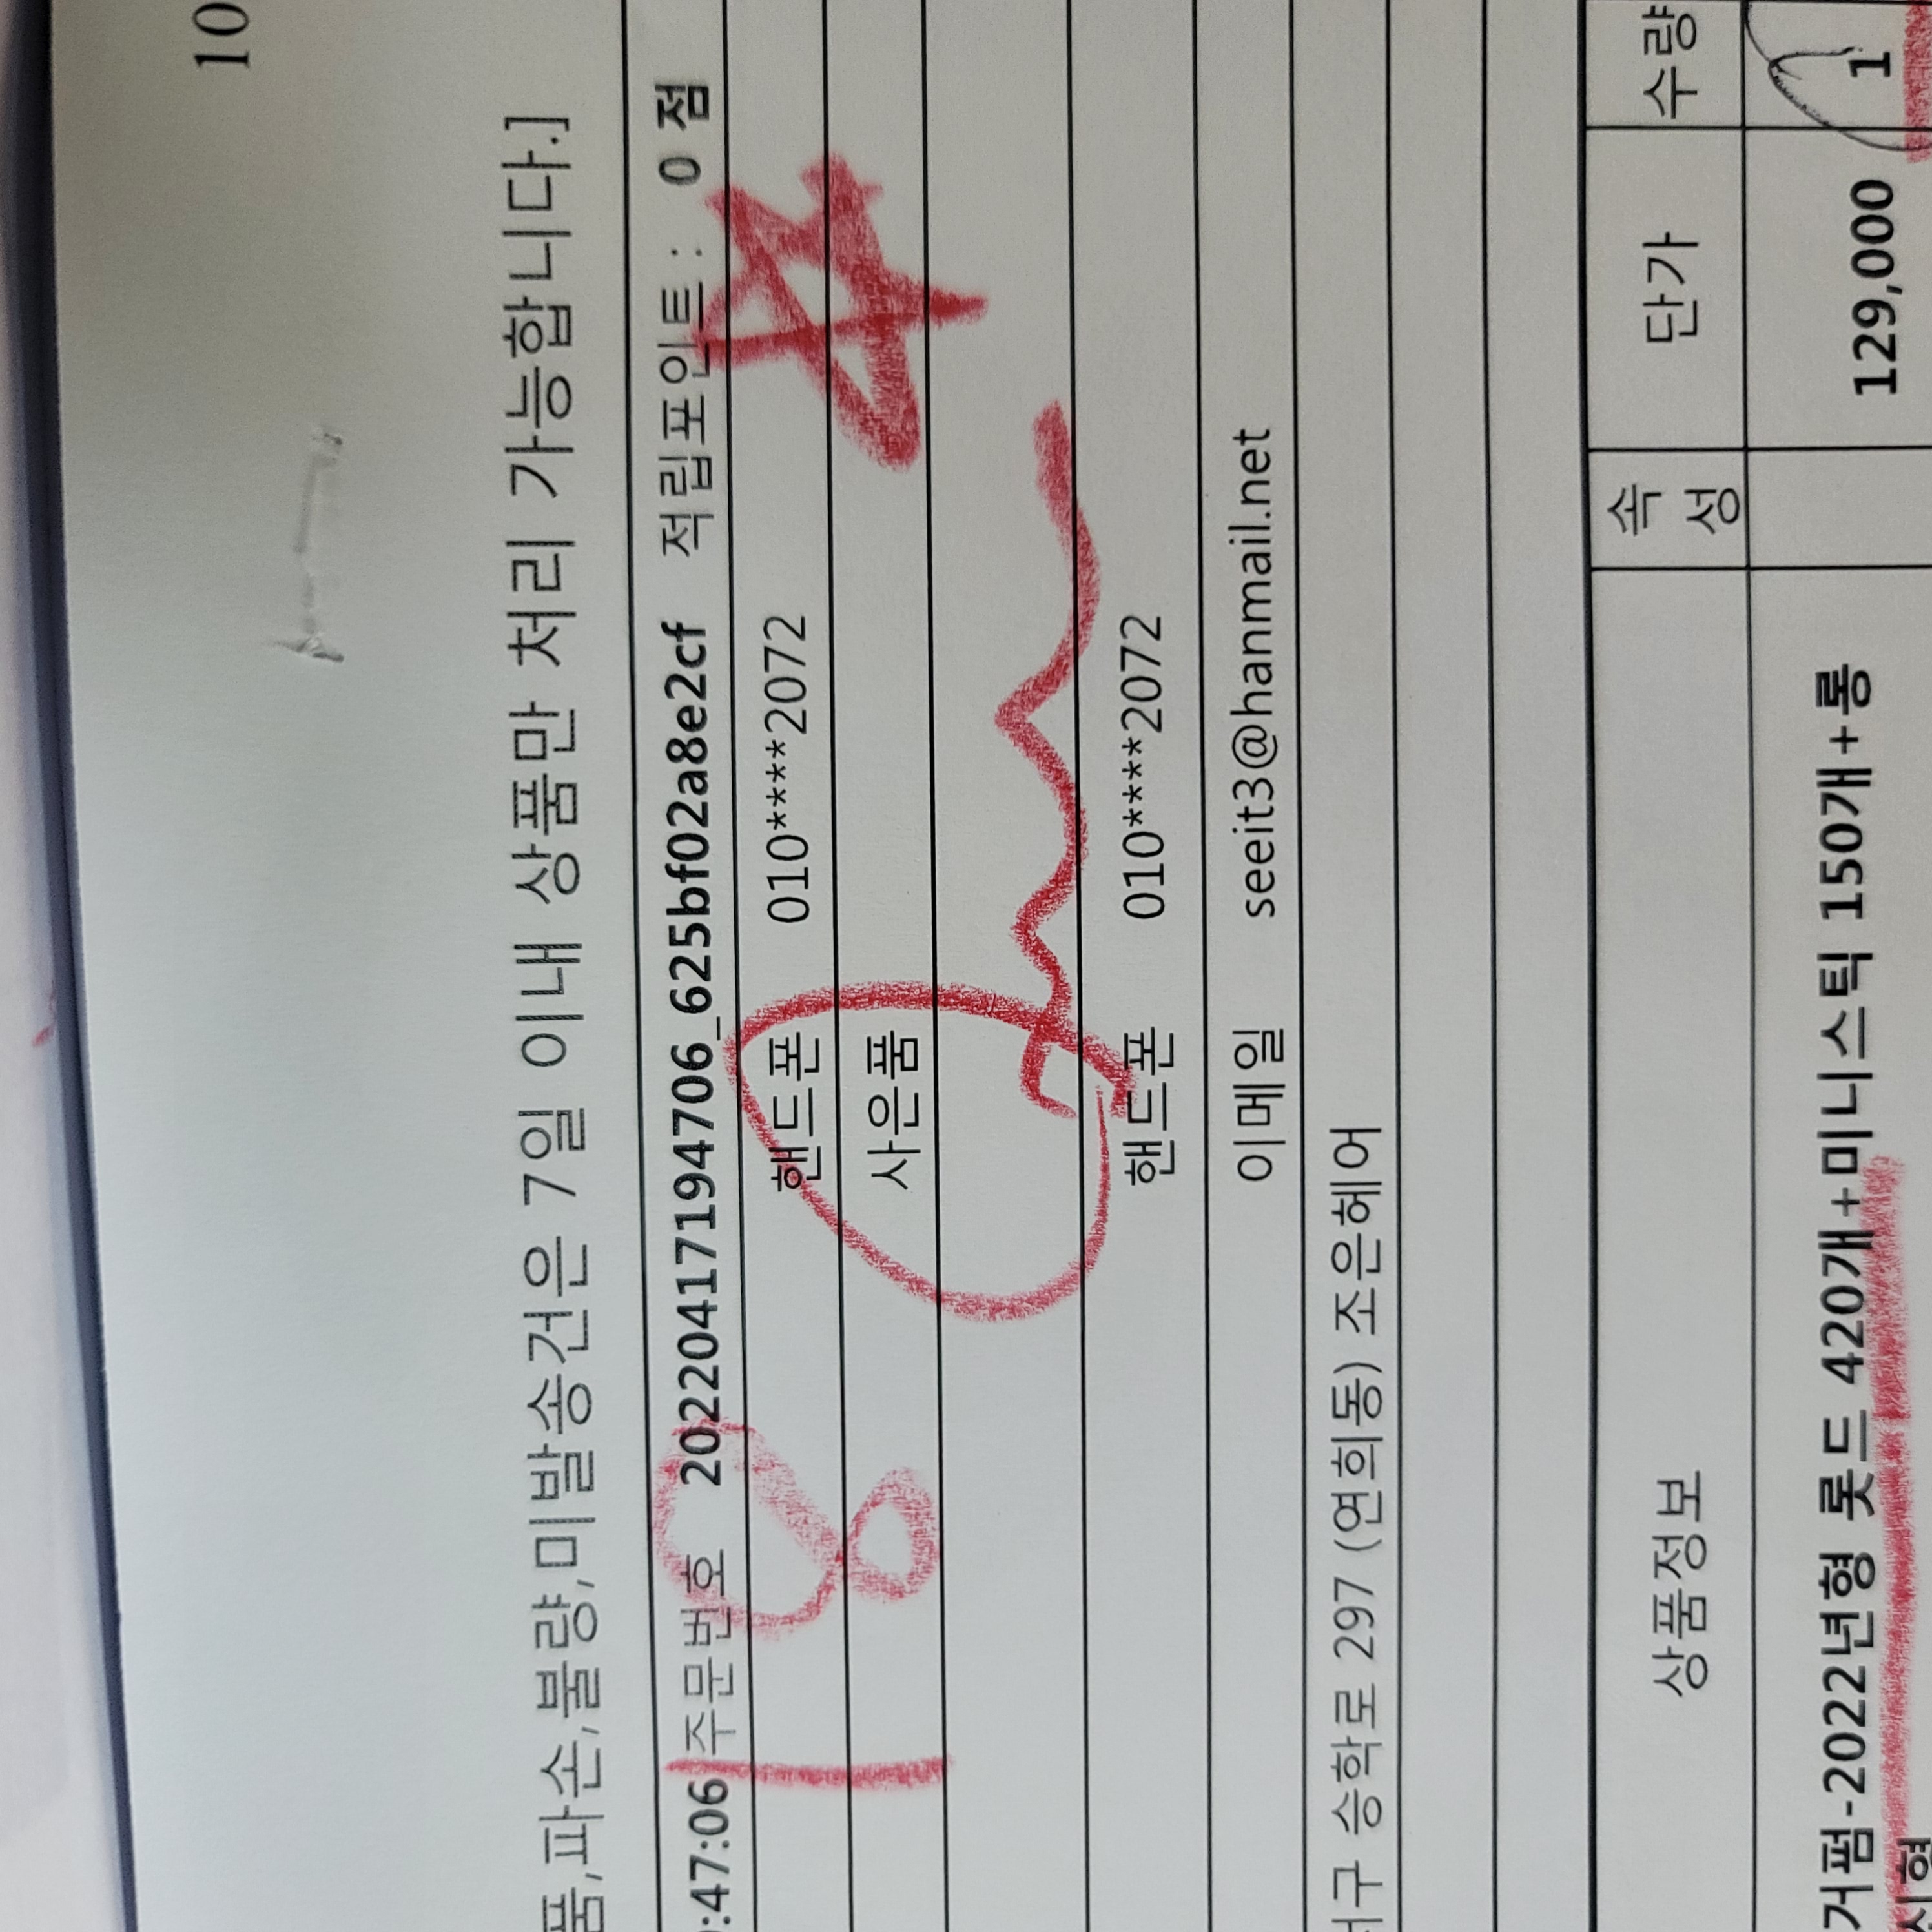 10
품,파손,불량,미발송건은 7일 이내 상품만 처리 가능합니다.]
:47:06 주문번호 20220417194706_625bf02a8e2cf 적립포인트 : 0 점
18
핸드폰 010****2072
사은품
핸드폰 010****2072
이메일 seeit3@hanmail.net
서구 승학로 297 (연희동) 조은헤어
상품정보 속성 단가 수량
거펌-2022년형 롯드 420개+미니스틱 150개+롱 129,000 1